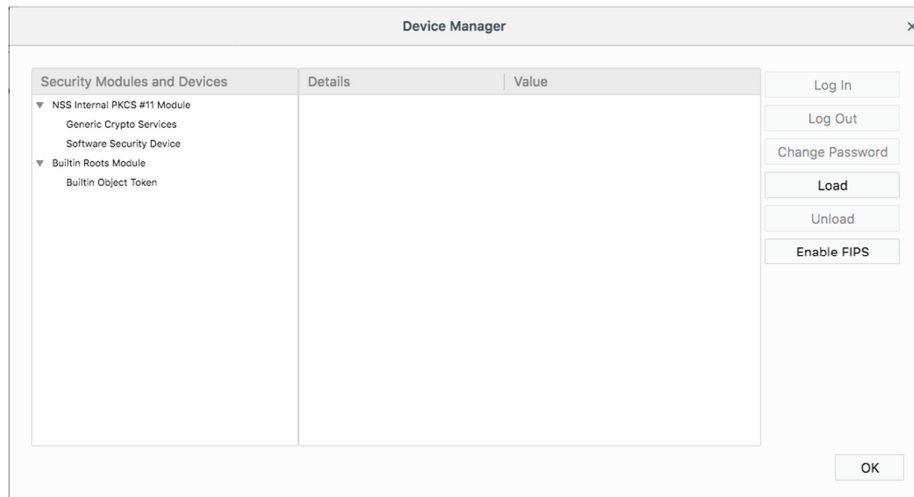 Device Manager
Security Modules and Devices
Details
Value
NSS Internal PKCS #11 Module
Generic Crypto Services
Software Security Device
Builtin Roots Module
Builtin Object Token
Log In
Log Out
Change Password
Load
Unload
Enable FIPS
OK